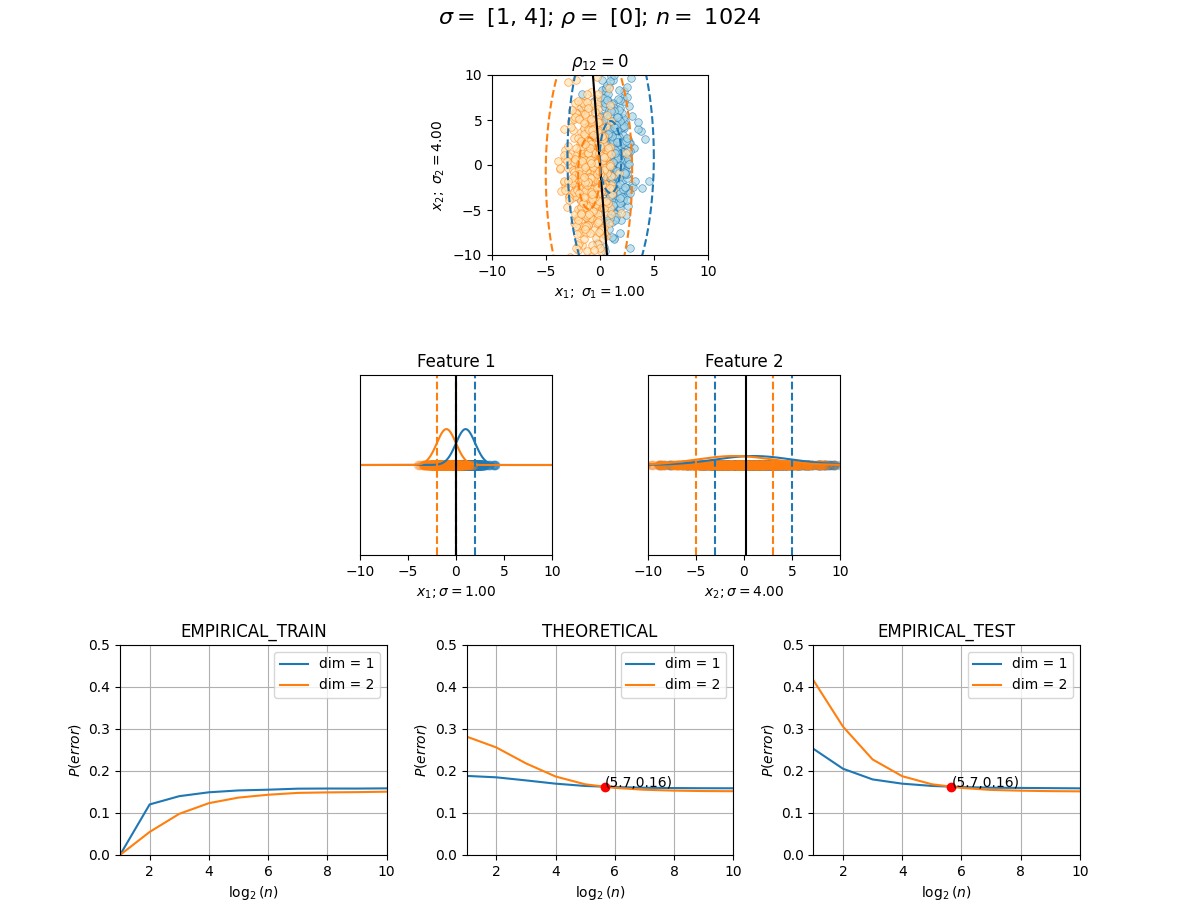 σ = [1, 4]; ρ = [0]; n = 1024
ρ₁₂ = 0
10
5
0
−5
−10
x₂; σ₂ = 4.00
−10 −5 0 5 10
x₁; σ₁ = 1.00
Feature 1
−10 −5 0 5 10
x₁; σ = 1.00
Feature 2
−10 −5 0 5 10
x₂; σ = 4.00
EMPIRICAL_TRAIN
dim = 1
dim = 2
0.5
0.4
0.3
0.2
0.1
0.0
P(error)
2 4 6 8 10
log₂(n)
THEORETICAL
dim = 1
dim = 2
(5.7,0.16)
0.5
0.4
0.3
0.2
0.1
0.0
P(error)
2 4 6 8 10
log₂(n)
EMPIRICAL_TEST
dim = 1
dim = 2
(5.7,0.16)
0.5
0.4
0.3
0.2
0.1
0.0
P(error)
2 4 6 8 10
log₂(n)